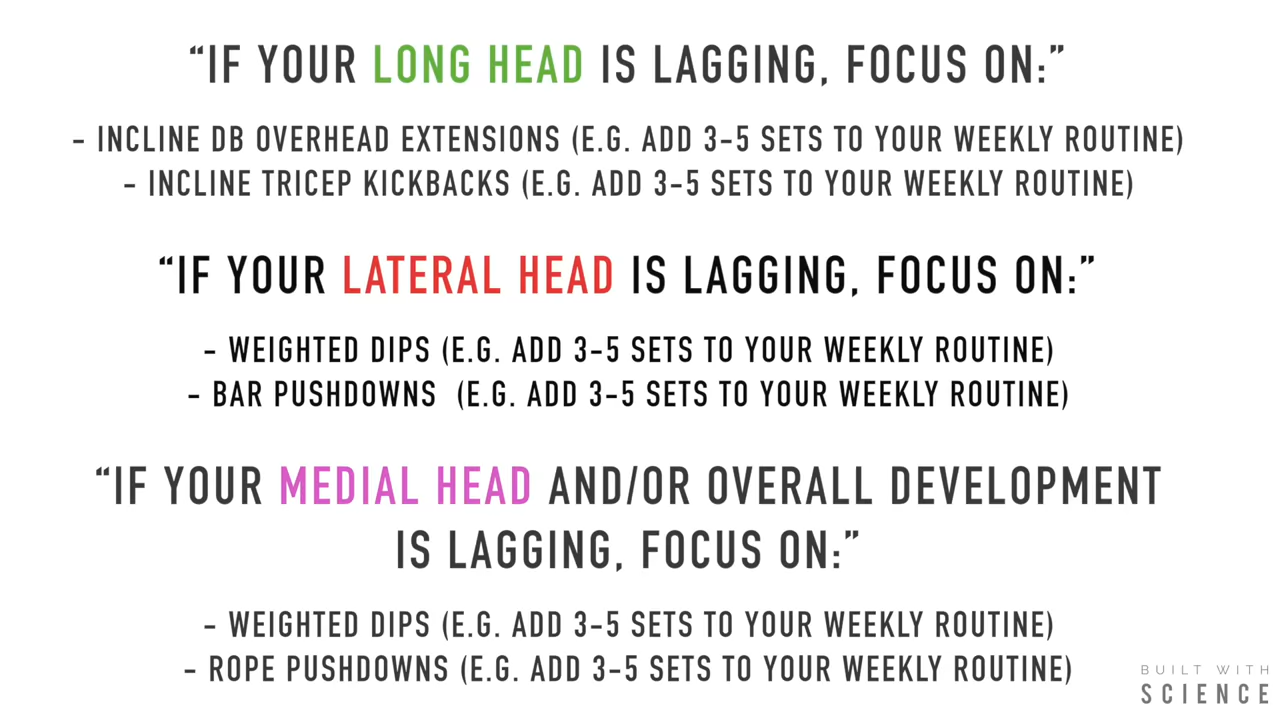 “IF YOUR LONG HEAD IS LAGGING, FOCUS ON:”
- INCLINE DB OVERHEAD EXTENSIONS (E.G. ADD 3-5 SETS TO YOUR WEEKLY ROUTINE)
- INCLINE TRICEP KICKBACKS (E.G. ADD 3-5 SETS TO YOUR WEEKLY ROUTINE)
“IF YOUR LATERAL HEAD IS LAGGING, FOCUS ON:”
- WEIGHTED DIPS (E.G. ADD 3-5 SETS TO YOUR WEEKLY ROUTINE)
- BAR PUSHDOWNS (E.G. ADD 3-5 SETS TO YOUR WEEKLY ROUTINE)
“IF YOUR MEDIAL HEAD AND/OR OVERALL DEVELOPMENT
IS LAGGING, FOCUS ON:”
- WEIGHTED DIPS (E.G. ADD 3-5 SETS TO YOUR WEEKLY ROUTINE)
- ROPE PUSHDOWNS (E.G. ADD 3-5 SETS TO YOUR WEEKLY ROUTINE)
BUILT WITH
SCIENCE